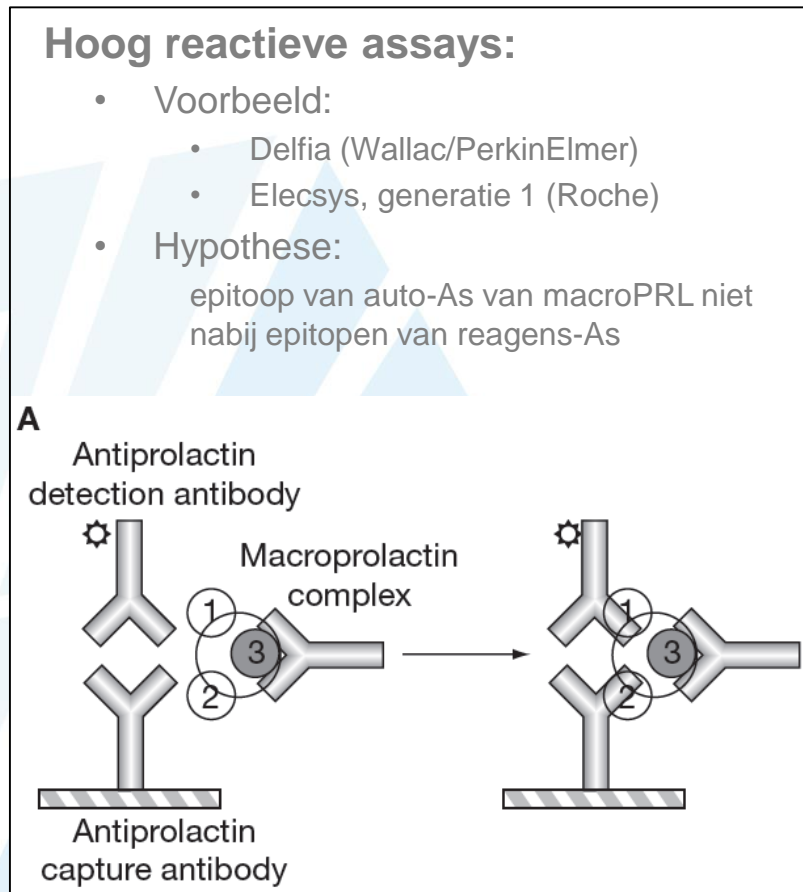 Hoog reactieve assays:
• Voorbeeld:
• Delfia (Wallac/PerkinElmer)
• Elecsys, generatie 1 (Roche)
• Hypothese:
epitoop van auto-As van macroPRL niet
nabij epitopen van reagens-As
A
Antiprolactin
detection antibody
Macroprolactin
complex
1
3
2
1
3
2
Antiprolactin
capture antibody